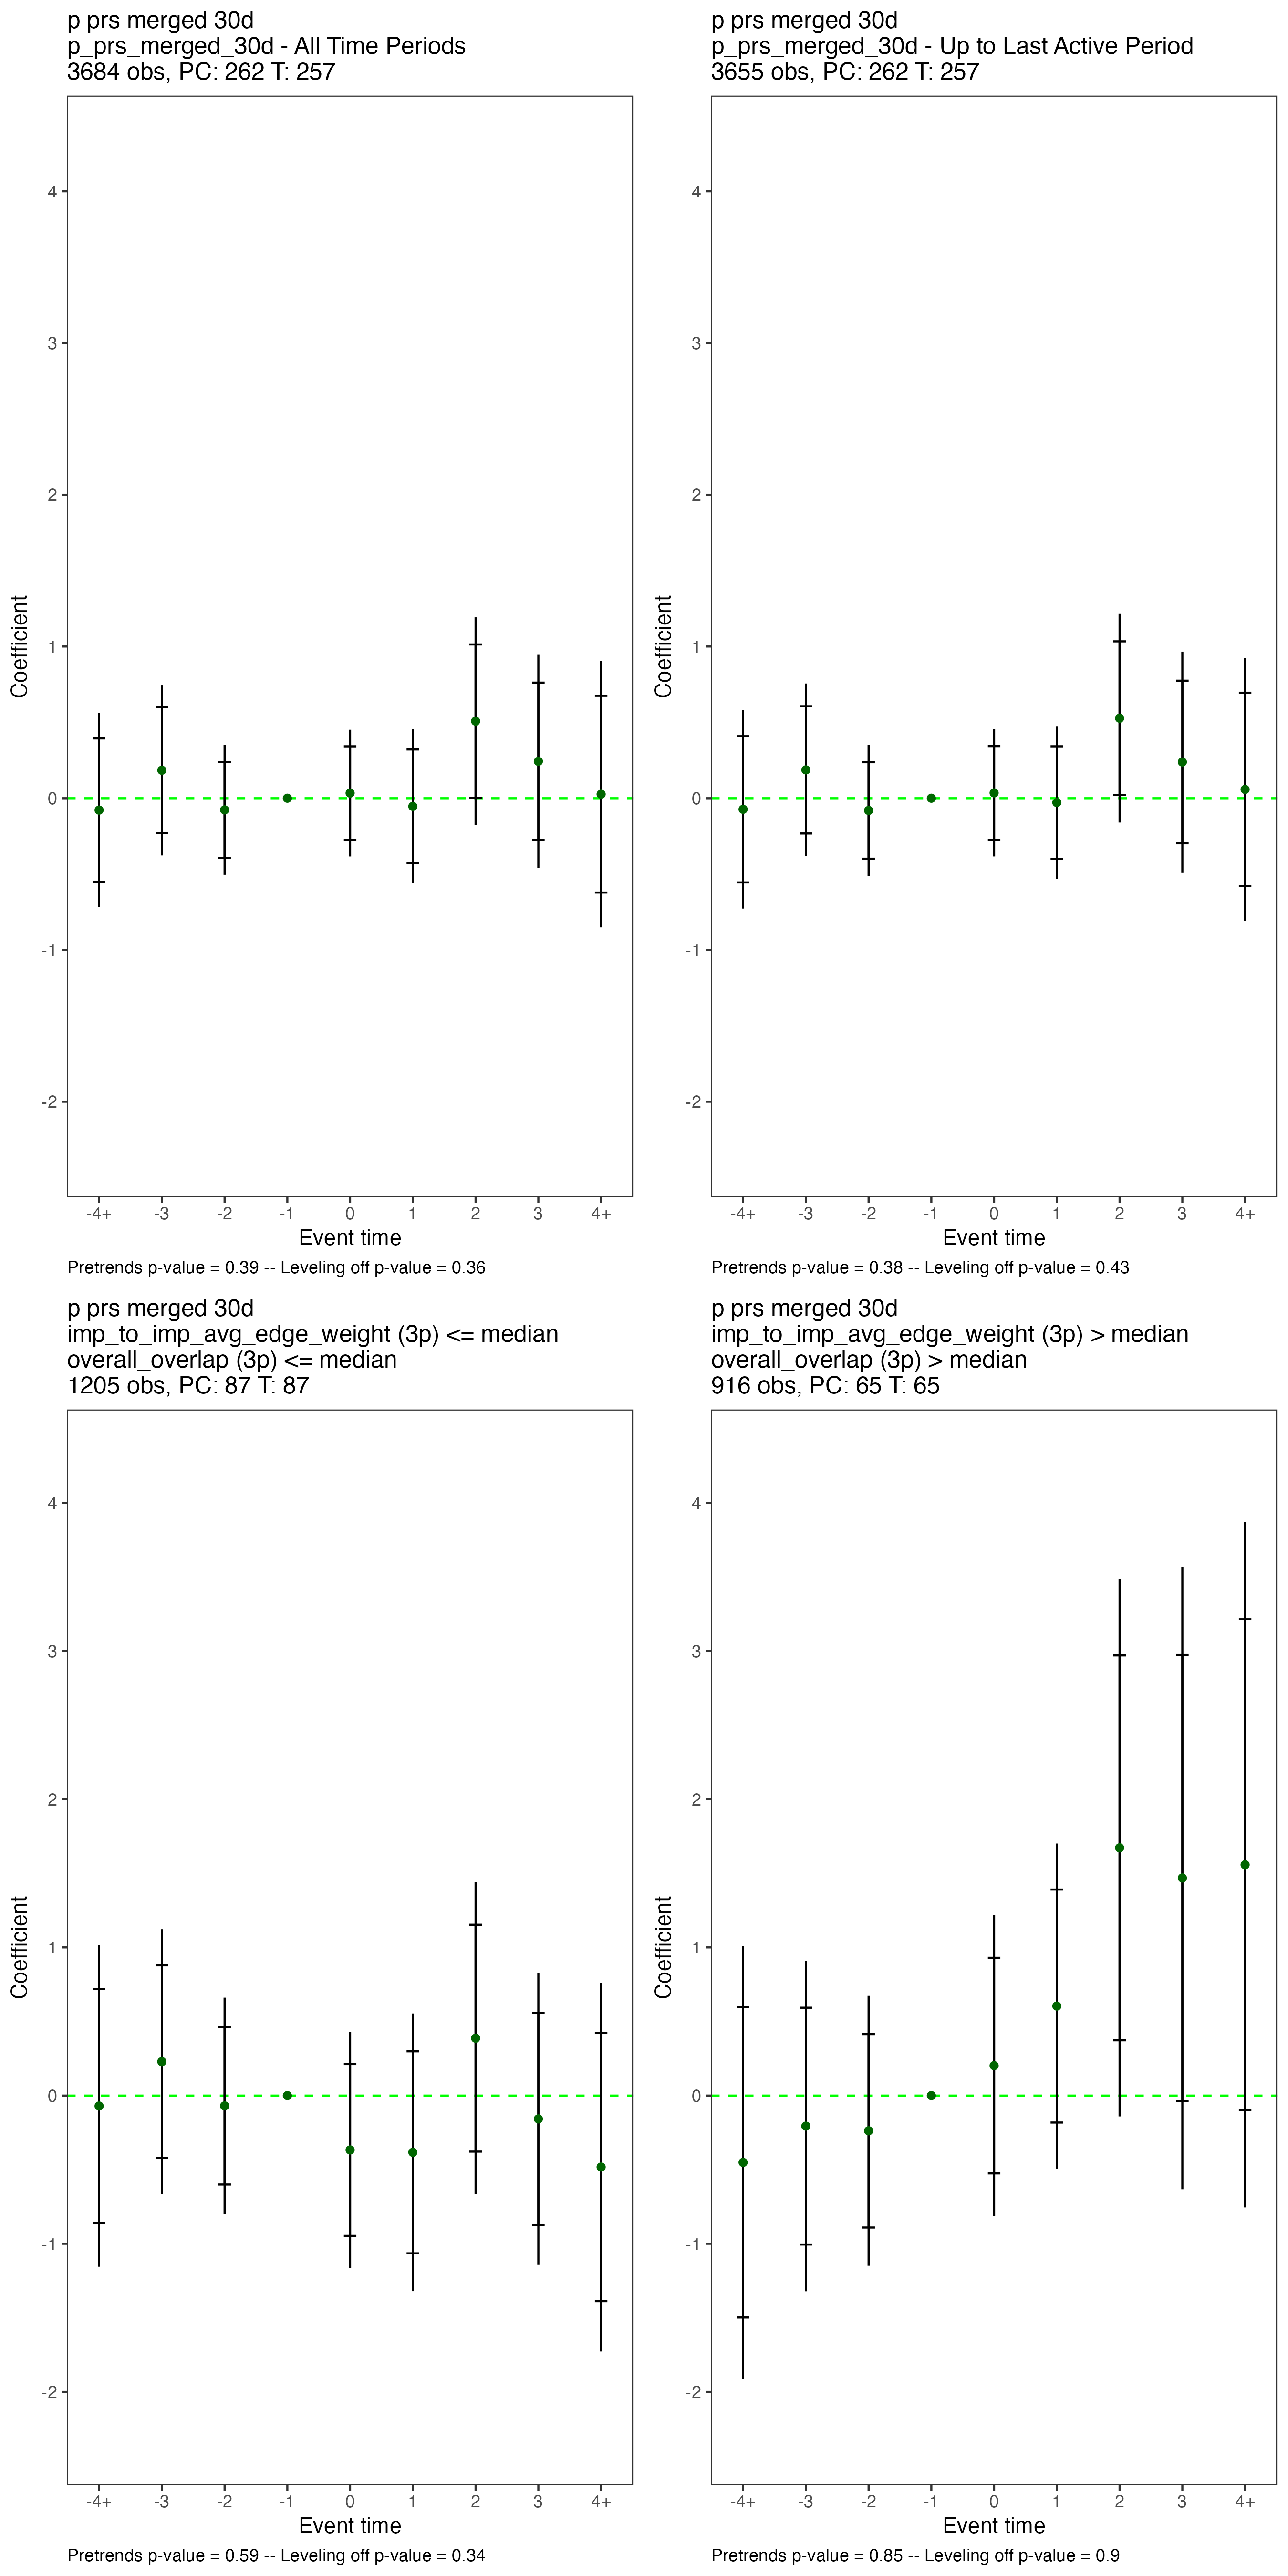 p prs merged 30d
p_prs_merged_30d - All Time Periods
3684 obs, PC: 262 T: 257
Coefficient
4
3
2
1
0
-1
-2
-4+ -3 -2 -1 0 1 2 3 4+
Event time
Pretrends p-value = 0.39 -- Leveling off p-value = 0.36
p prs merged 30d
p_prs_merged_30d - Up to Last Active Period
3655 obs, PC: 262 T: 257
Coefficient
4
3
2
1
0
-1
-2
-4+ -3 -2 -1 0 1 2 3 4+
Event time
Pretrends p-value = 0.38 -- Leveling off p-value = 0.43
p prs merged 30d
imp_to_imp_avg_edge_weight (3p) <= median
overall_overlap (3p) <= median
1205 obs, PC: 87 T: 87
Coefficient
4
3
2
1
0
-1
-2
-4+ -3 -2 -1 0 1 2 3 4+
Event time
Pretrends p-value = 0.59 -- Leveling off p-value = 0.34
p prs merged 30d
imp_to_imp_avg_edge_weight (3p) > median
overall_overlap (3p) > median
916 obs, PC: 65 T: 65
Coefficient
4
3
2
1
0
-1
-2
-4+ -3 -2 -1 0 1 2 3 4+
Event time
Pretrends p-value = 0.85 -- Leveling off p-value = 0.9